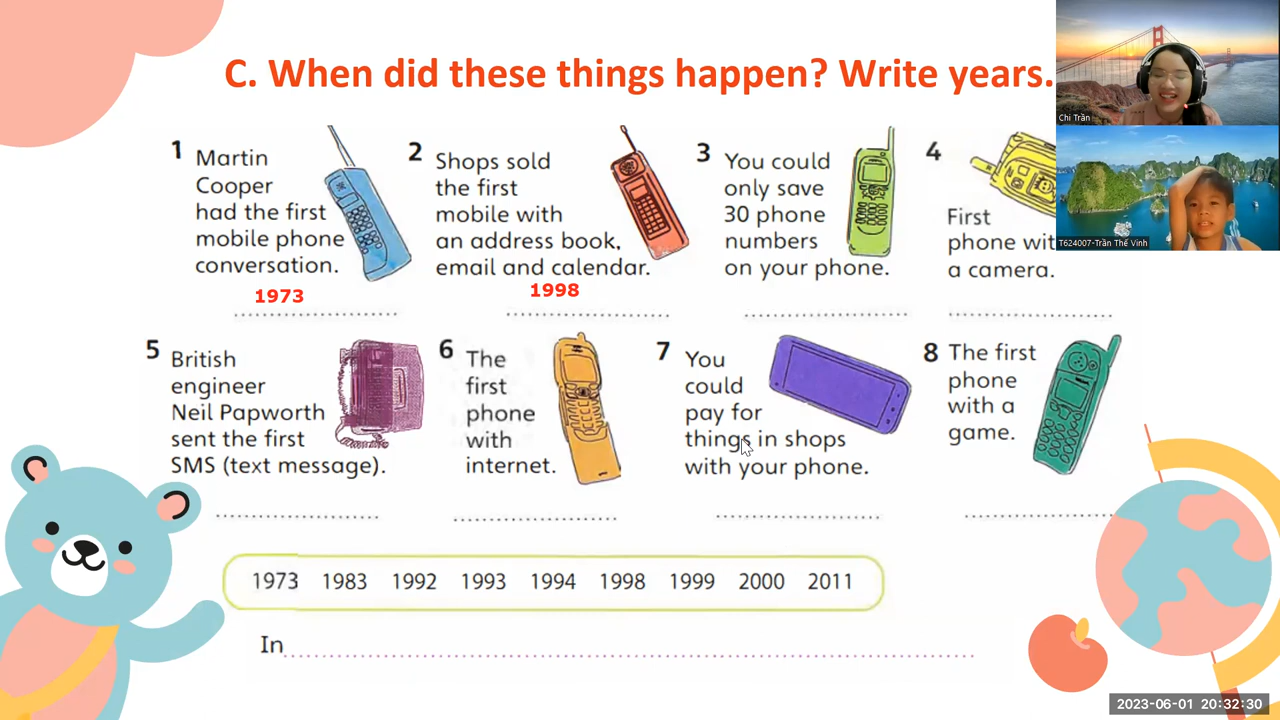 C. When did these things happen? Write years.
Chi Trần
T624007-Trần Thế Vinh
1
Martin
Cooper
had the first
mobile phone
conversation.
1973
2
Shops sold
the first
mobile with
an address book,
email and calendar.
1998
3
You could
only save
30 phone
numbers
on your phone.
4
First
phone wit
a camera.
5
British
engineer
Neil Papworth
sent the first
SMS (text message).
6
The
first
phone
with
internet.
7
You
could
pay for
things in shops
with your phone.
8
The first
phone
with a
game.
1973 1983 1992 1993 1994 1998 1999 2000 2011
In
2023-06-01 20:32:30